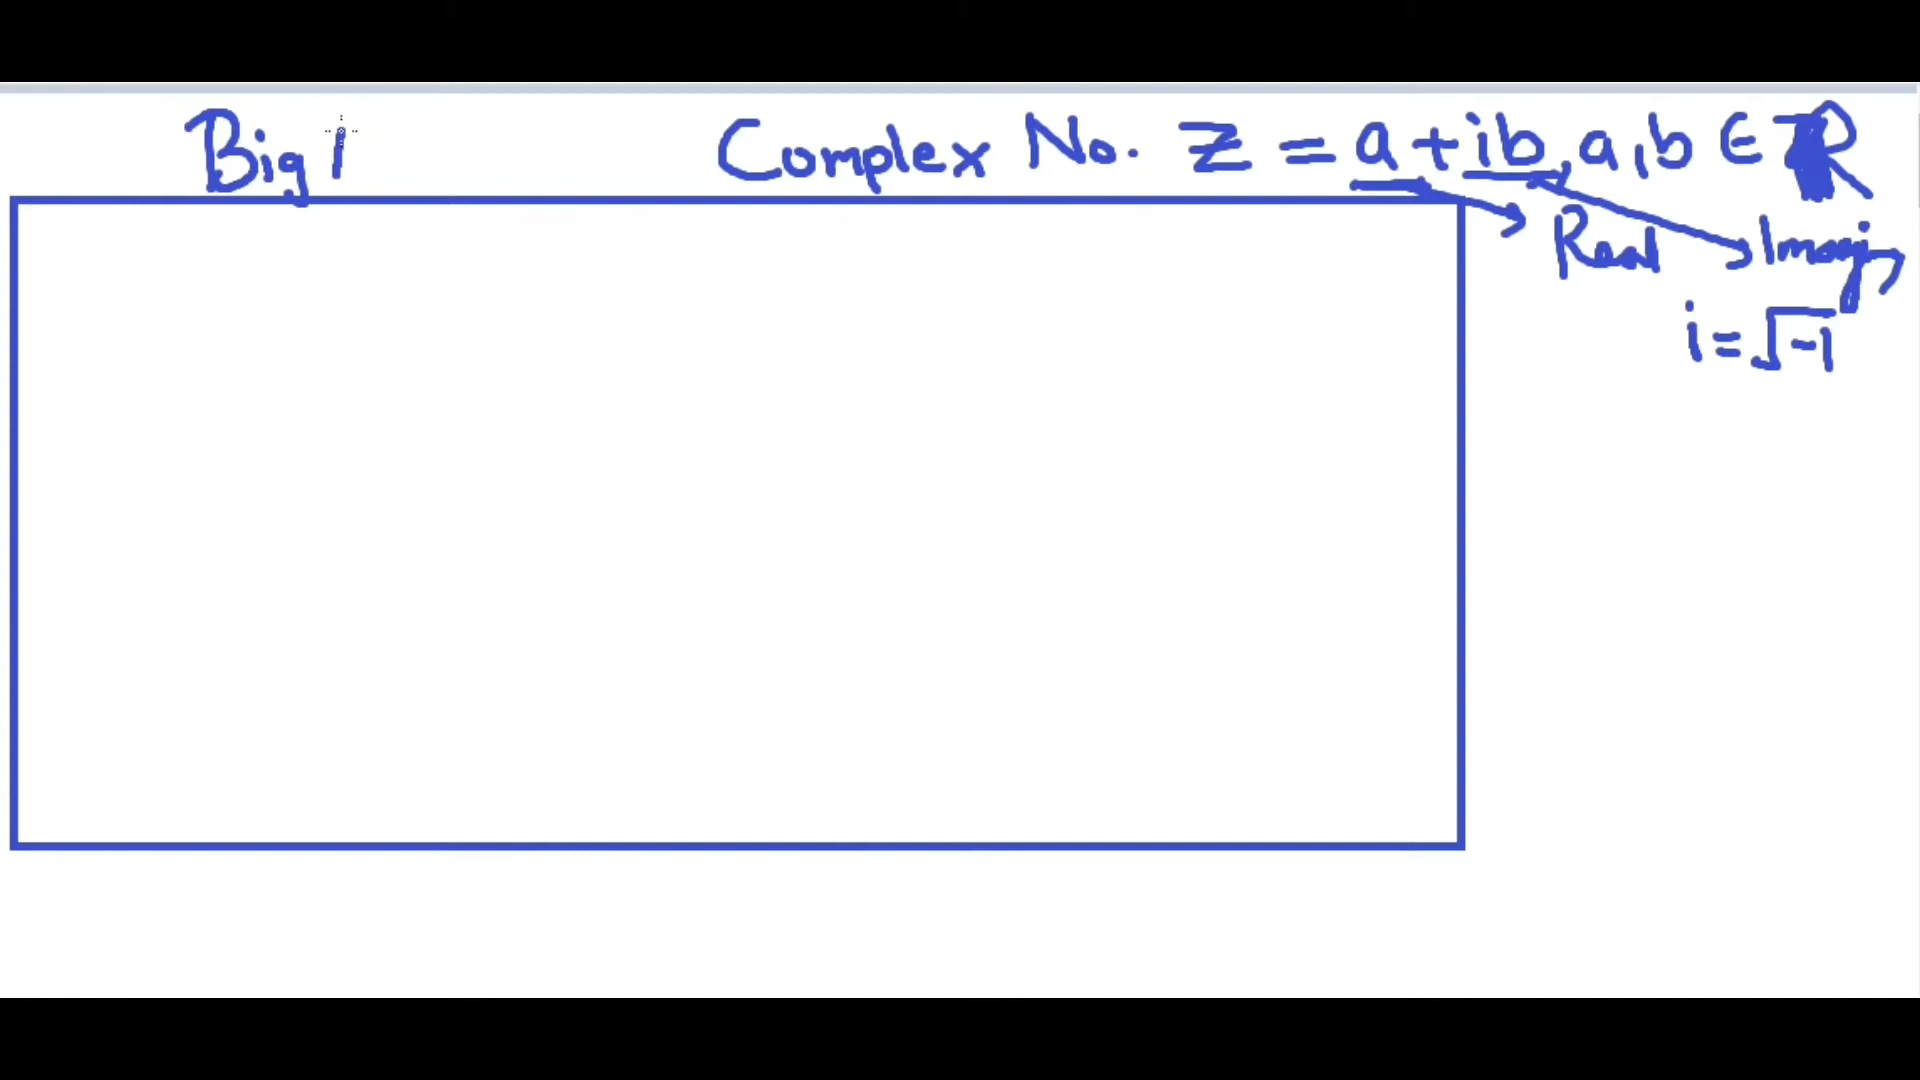 Big
Complex No. Z = a+ib, a,b ∈ R
Real
i=√-1